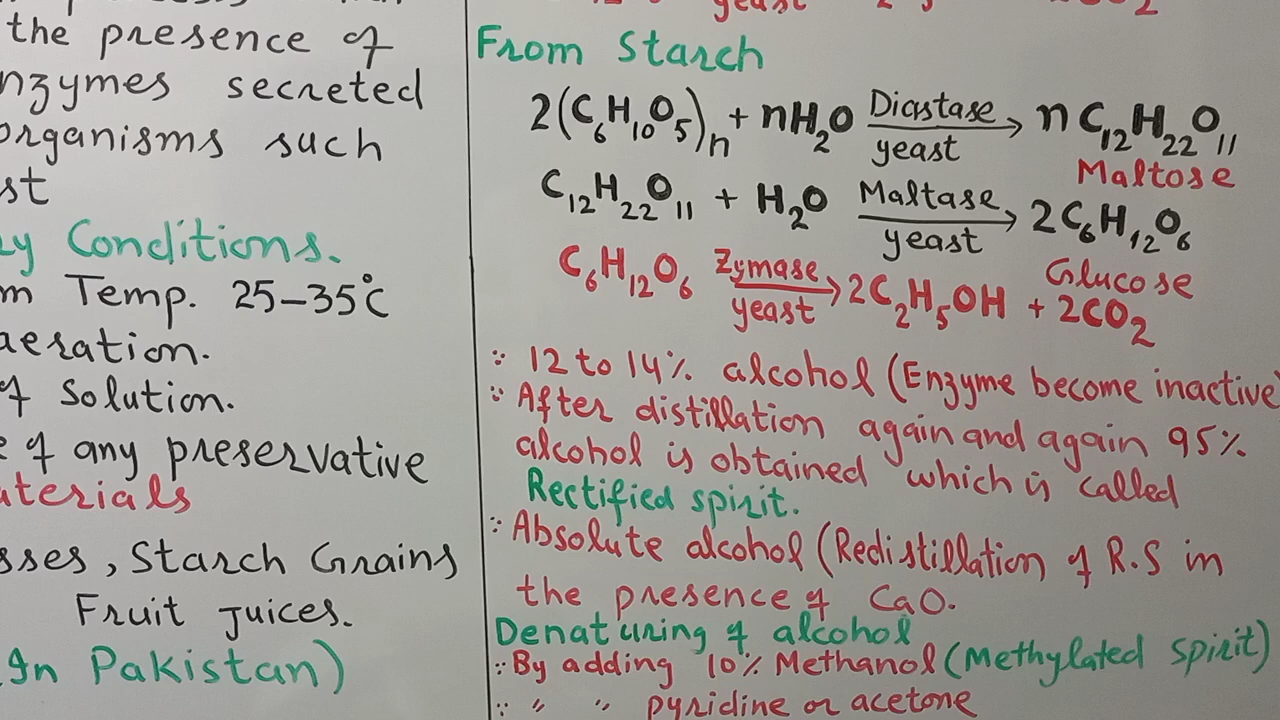 the presence of
nzymes secreted
organisms such
st
ry Conditions.
m Temp. 25–35°C
aeration.
of Solution.
e of any preservative
aterials
sses, Starch Grains
Fruit Juices.
In Pakistan)
yeast
From Starch
2(C₆H₁₀O₅)ₙ + nH₂O Diastase yeast → n C₁₂H₂₂O₁₁
Maltose
C₁₂H₂₂O₁₁ + H₂O Maltase yeast → 2C₆H₁₂O₆
Glucose
C₆H₁₂O₆ Zymase yeast → 2C₂H₅OH + 2CO₂
∵ 12 to 14% alcohol (Enzyme become inactive
∵ After distillation again and again 95%
alcohol is obtained which is called
Rectified spirit.
∵ Absolute alcohol (Redistillation of R.S in
the presence of CaO.
Denaturing of alcohol
∵ By adding 10% Methanol (Methylated spirit)
∵ " " pyridine or acetone